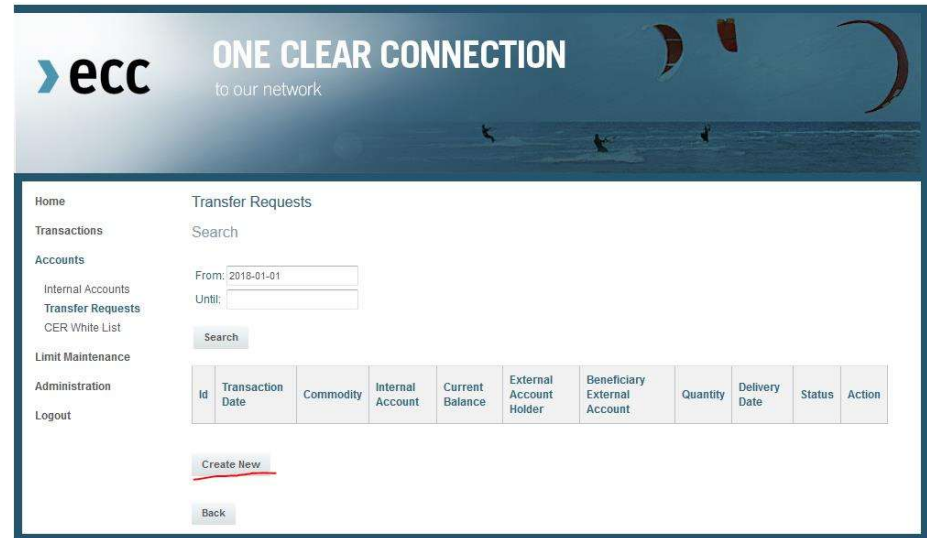 ecc
ONE CLEAR CONNECTION
to our network
Home
Transactions
Accounts
Internal Accounts
Transfer Requests
CER White List
Limit Maintenance
Administration
Logout
Transfer Requests
Search
From: 2018-01-01
Until:
Search
Id Transaction Date Commodity Internal Account Current Balance External Account Holder Beneficiary External Account Quantity Delivery Date Status Action
Create New
Back